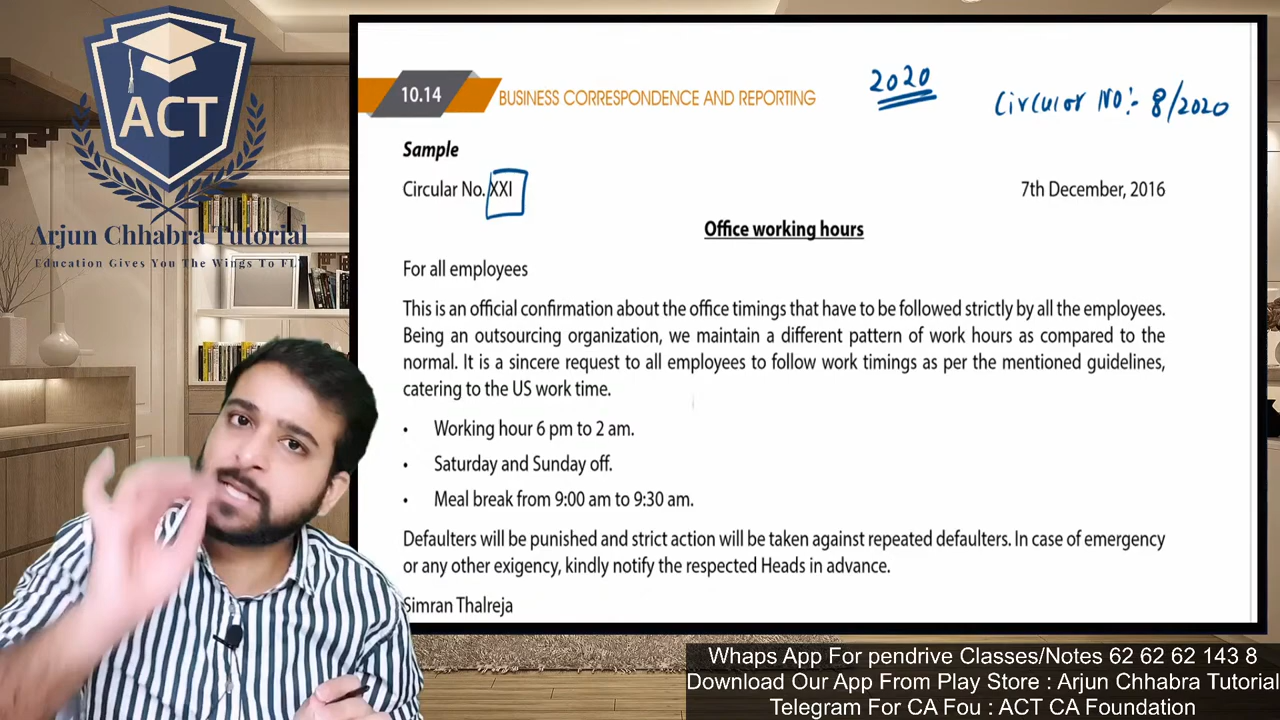 ACT
Arjun Chhabra Tutorial
Education Gives You The Wings To FL
10.14
BUSINESS CORRESPONDENCE AND REPORTING
2020
Circular No:- 8/2020
Sample
Circular No. XXI
7th December, 2016
Office working hours
For all employees
This is an official confirmation about the office timings that have to be followed strictly by all the employees.
Being an outsourcing organization, we maintain a different pattern of work hours as compared to the
normal. It is a sincere request to all employees to follow work timings as per the mentioned guidelines,
catering to the US work time.
• Working hour 6 pm to 2 am.
• Saturday and Sunday off.
• Meal break from 9:00 am to 9:30 am.
Defaulters will be punished and strict action will be taken against repeated defaulters. In case of emergency
or any other exigency, kindly notify the respected Heads in advance.
Simran Thalreja
Whaps App For pendrive Classes/Notes 62 62 62 143 8
Download Our App From Play Store : Arjun Chhabra Tutorial
Telegram For CA Fou : ACT CA Foundation